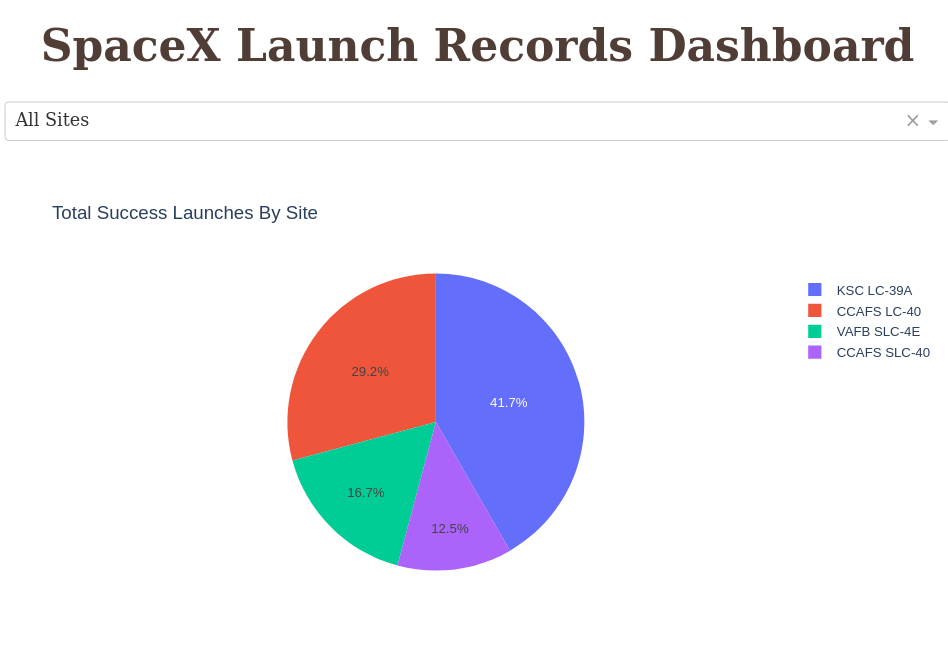 SpaceX Launch Records Dashboard
All Sites
Total Success Launches By Site
KSC LC-39A
CCAFS LC-40
VAFB SLC-4E
CCAFS SLC-40
29.2%
41.7%
16.7%
12.5%